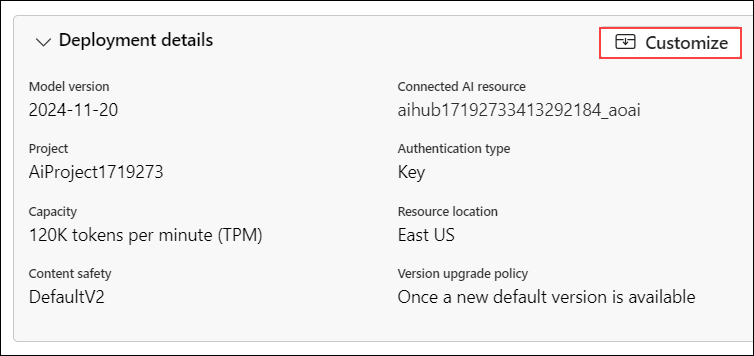 Deployment details
Customize
Model version
2024-11-20
Connected AI resource
aihub17192733413292184_aoai
Project
AiProject1719273
Authentication type
Key
Capacity
120K tokens per minute (TPM)
Resource location
East US
Content safety
DefaultV2
Version upgrade policy
Once a new default version is available